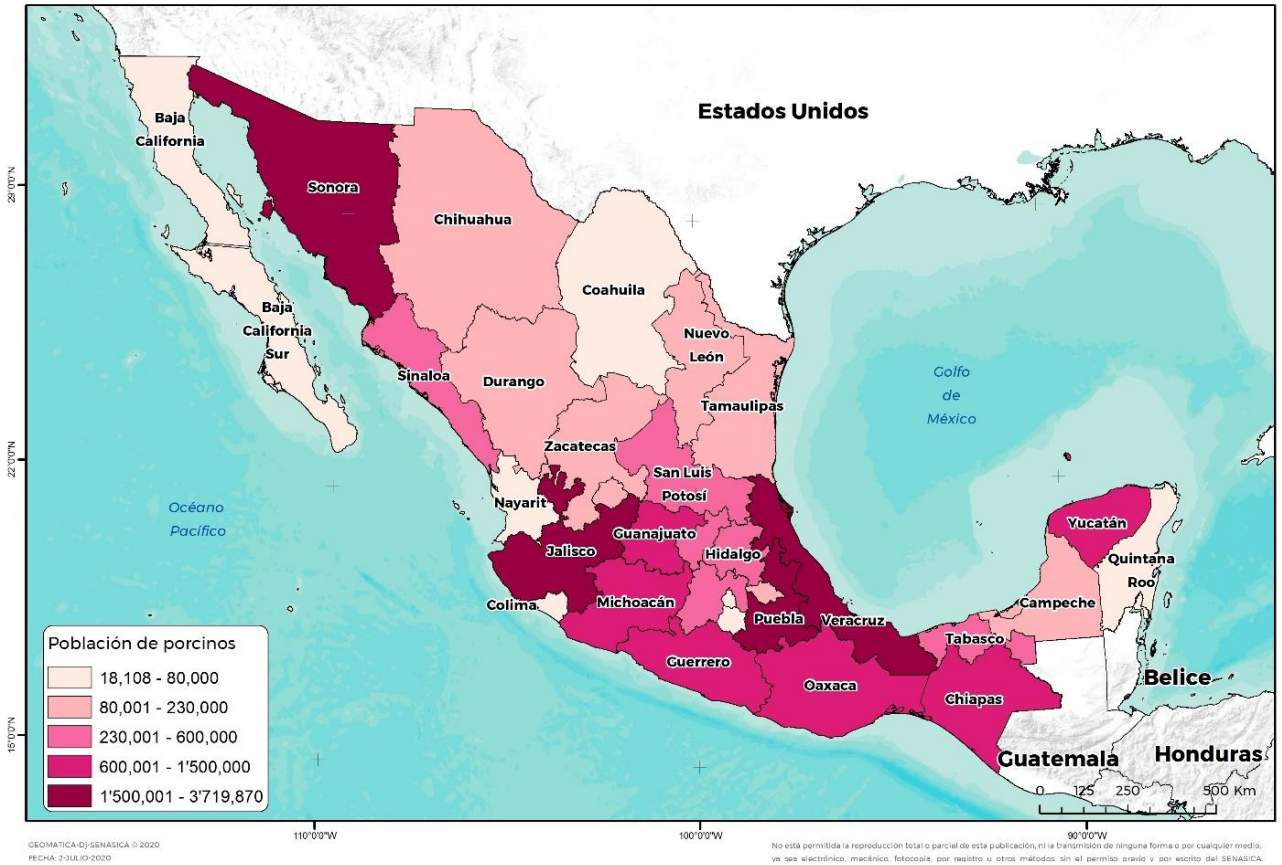 Estados Unidos
Baja
California
Sonora
Chihuahua
Coahuila
Baja
California
Sur
Nuevo
León
Sinaloa
Durango
Tamaulipas
Golfo
de
México
Zacatecas
San Luis
Potosí
Nayarit
Océano
Pacífico
Guanajuato
Jalisco
Hidalgo
Yucatán
Quintana
Roo
Colima
Michoacán
Puebla
Veracruz
Campeche
Tabasco
Guerrero
Oaxaca
Chiapas
Belice
Guatemala
Honduras
0 125 250 500 Km
Población de porcinos
18,108 - 80,000
80,001 - 230,000
230,001 - 600,000
600,001 - 1'500,000
1'500,001 - 3'719,870
29°0'0"N
22°0'0"N
15°0'0"N
110°0'0"W
100°0'0"W
90°0'0"W
GEOMATICA-DJ-SENASICA © 2020
FECHA: 2-JULIO-2020
No está permitida la reproducción total o parcial de esta publicación, ni la transmisión de ninguna forma o por cualquier medio,
ya sea electrónico, mecánico, fotocopia, por registro u otros métodos, sin el permiso previo y por escrito del SENASICA.